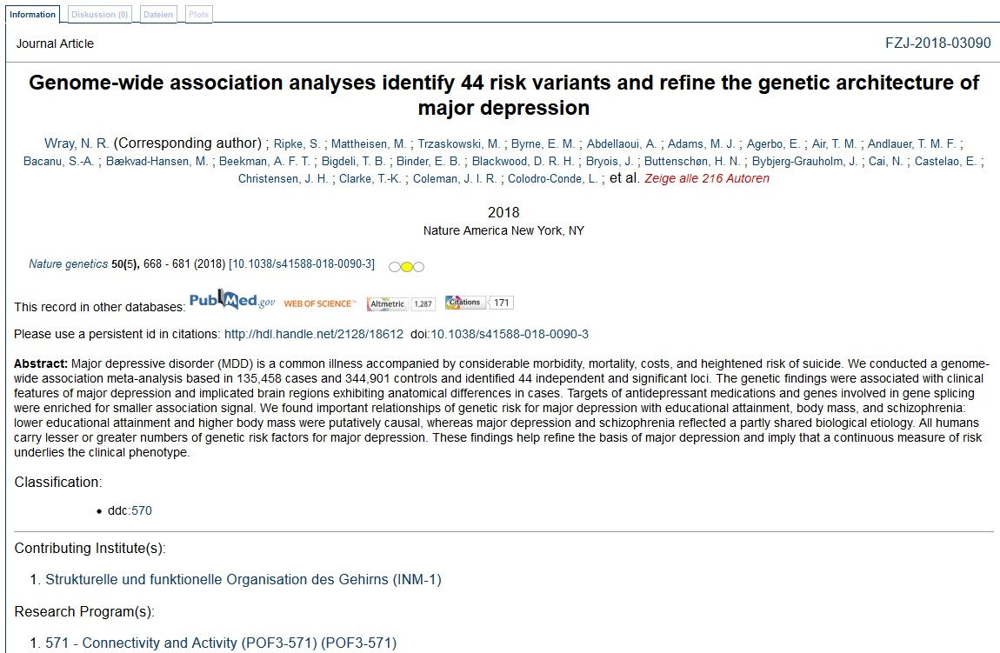 Information Diskussion (0) Dateien Plots
Journal Article FZJ-2018-03090
Genome-wide association analyses identify 44 risk variants and refine the genetic architecture of
major depression
Wray, N. R. (Corresponding author) ; Ripke, S. ; Mattheisen, M. ; Trzaskowski, M. ; Byrne, E. M. ; Abdellaoui, A. ; Adams, M. J. ; Agerbo, E. ; Air, T. M. ; Andlauer, T. M. F. ;
Bacanu, S.-A. ; Bækvad-Hansen, M. ; Beekman, A. F. T. ; Bigdeli, T. B. ; Binder, E. B. ; Blackwood, D. R. H. ; Bryois, J. ; Buttenschøn, H. N. ; Bybjerg-Grauholm, J. ; Cai, N. ; Castelao, E. ;
Christensen, J. H. ; Clarke, T.-K. ; Coleman, J. I. R. ; Colodro-Conde, L. ; et al. Zeige alle 216 Autoren
2018
Nature America New York, NY
Nature genetics 50(5), 668 - 681 (2018) [10.1038/s41588-018-0090-3]
This record in other databases: PubMed.gov WEB OF SCIENCE™ Altmetric 1,287 Citations 171
Please use a persistent id in citations: http://hdl.handle.net/2128/18612 doi:10.1038/s41588-018-0090-3
Abstract: Major depressive disorder (MDD) is a common illness accompanied by considerable morbidity, mortality, costs, and heightened risk of suicide. We conducted a genome-
wide association meta-analysis based in 135,458 cases and 344,901 controls and identified 44 independent and significant loci. The genetic findings were associated with clinical
features of major depression and implicated brain regions exhibiting anatomical differences in cases. Targets of antidepressant medications and genes involved in gene splicing
were enriched for smaller association signal. We found important relationships of genetic risk for major depression with educational attainment, body mass, and schizophrenia:
lower educational attainment and higher body mass were putatively causal, whereas major depression and schizophrenia reflected a partly shared biological etiology. All humans
carry lesser or greater numbers of genetic risk factors for major depression. These findings help refine the basis of major depression and imply that a continuous measure of risk
underlies the clinical phenotype.
Classification:
• ddc:570
Contributing Institute(s):
1. Strukturelle und funktionelle Organisation des Gehirns (INM-1)
Research Program(s):
1. 571 - Connectivity and Activity (POF3-571) (POF3-571)